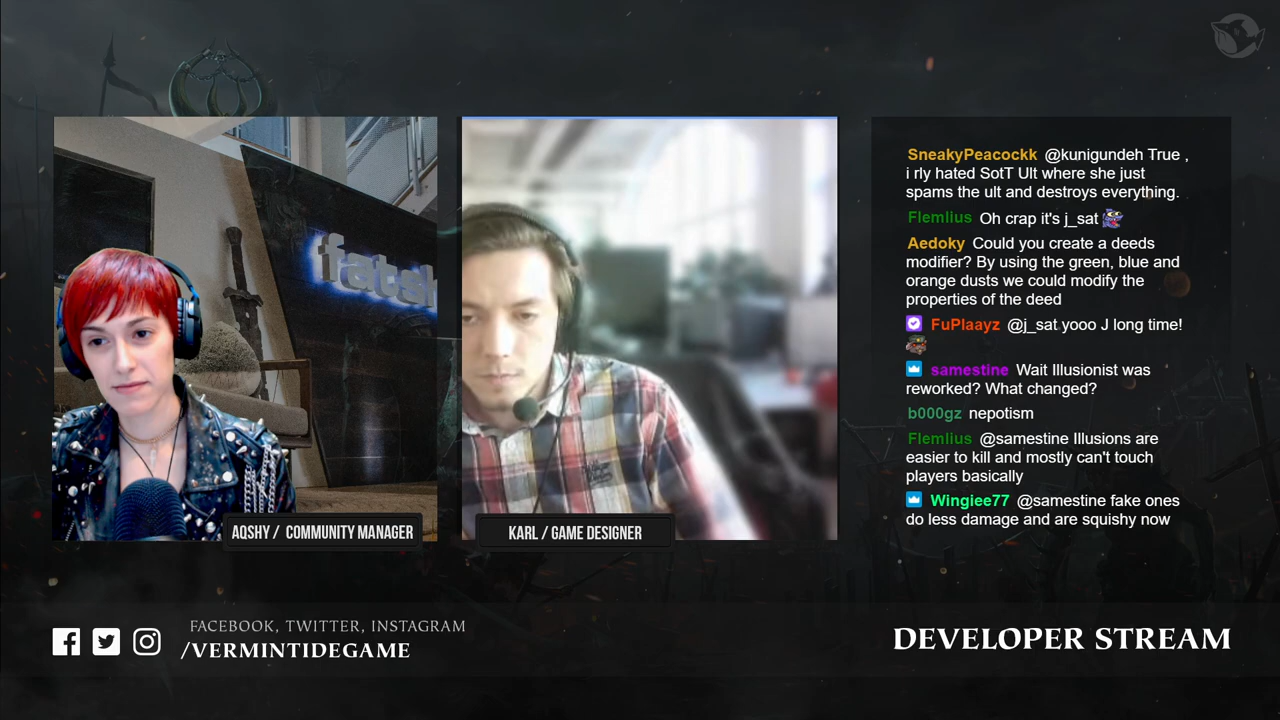 fatsh
AQSHY / COMMUNITY MANAGER
KARL / GAME DESIGNER
SneakyPeacockk @kunigundeh True ,
i rly hated SotT Ult where she just
spams the ult and destroys everything.
Flemlius Oh crap it's j_sat
Aedoky Could you create a deeds
modifier? By using the green, blue and
orange dusts we could modify the
properties of the deed
FuPlaayz @j_sat yooo J long time!
samestine Wait Illusionist was
reworked? What changed?
b000gz nepotism
Flemlius @samestine Illusions are
easier to kill and mostly can't touch
players basically
Wingiee77 @samestine fake ones
do less damage and are squishy now
FACEBOOK, TWITTER, INSTAGRAM
/VERMINTIDEGAME
DEVELOPER STREAM